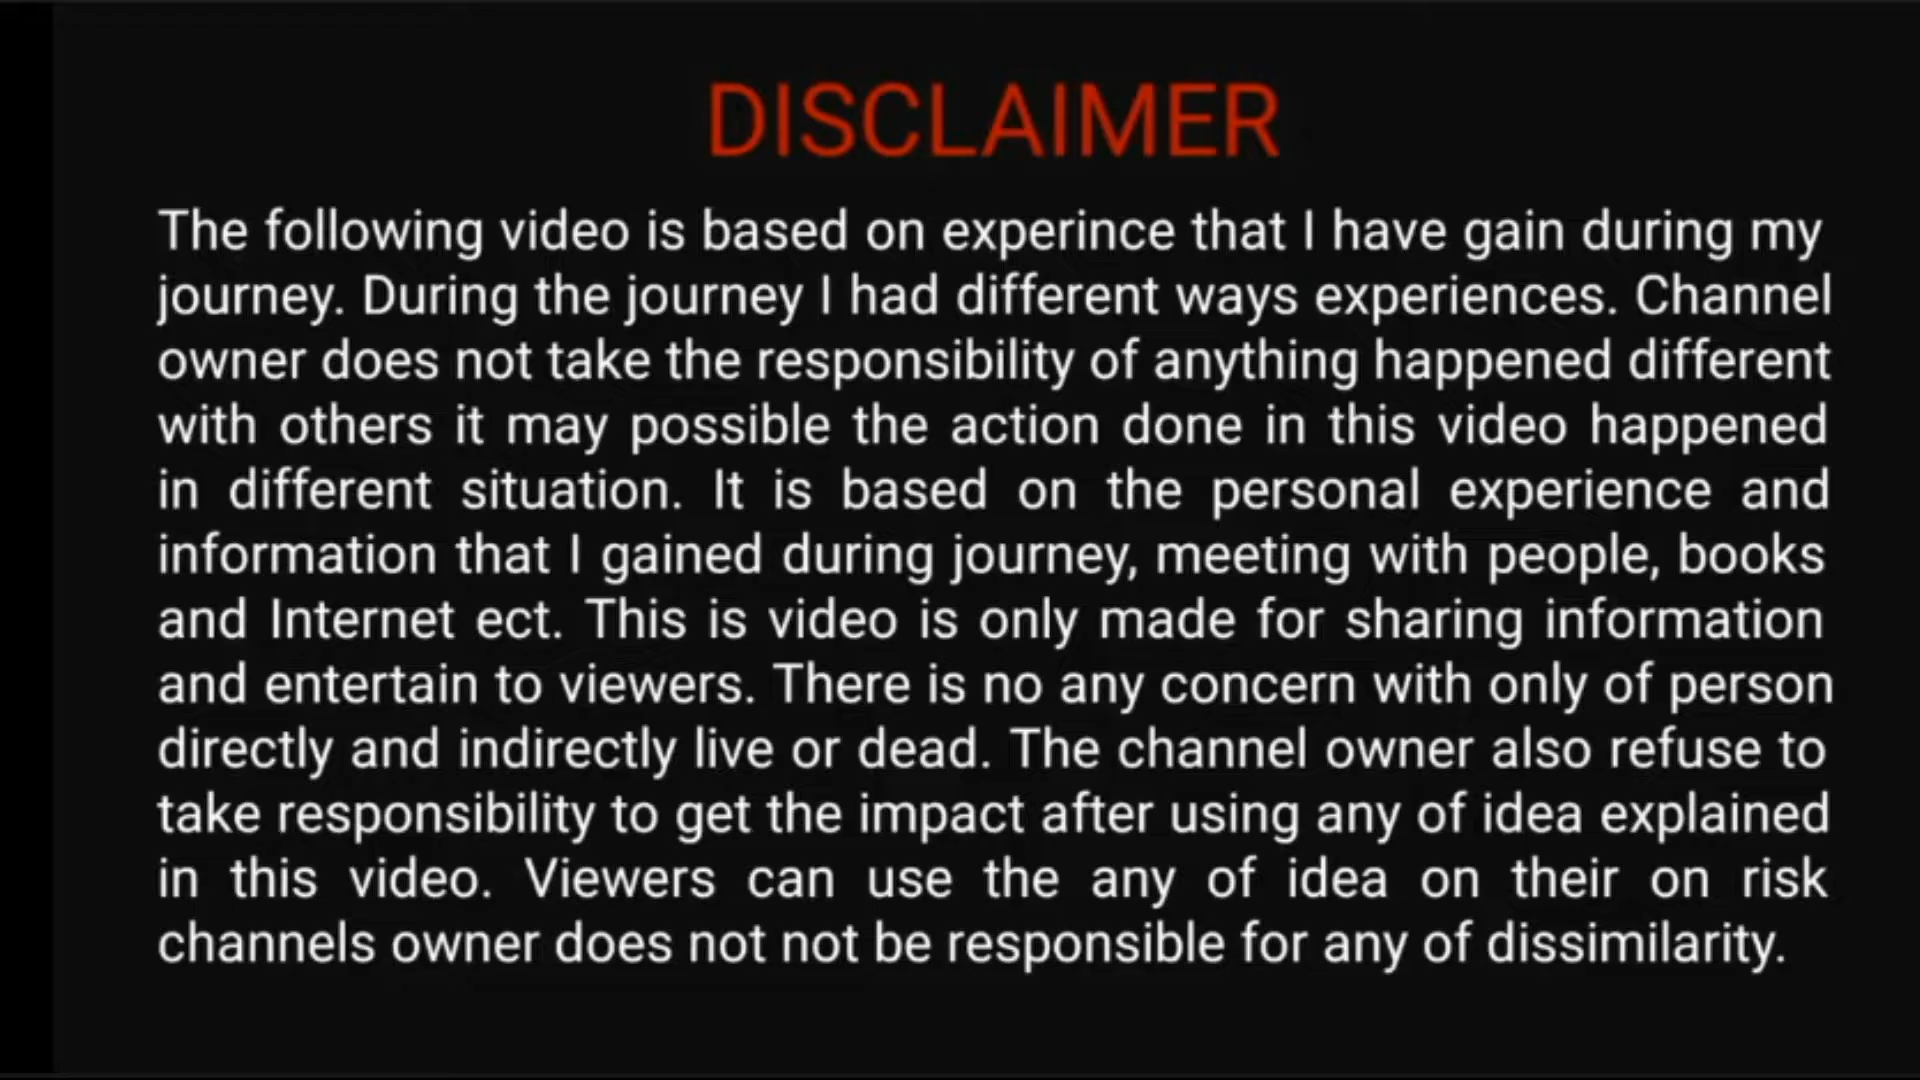 DISCLAIMER
The following video is based on experince that I have gain during my
journey. During the journey I had different ways experiences. Channel
owner does not take the responsibility of anything happened different
with others it may possible the action done in this video happened
in different situation. It is based on the personal experience and
information that I gained during journey, meeting with people, books
and Internet ect. This is video is only made for sharing information
and entertain to viewers. There is no any concern with only of person
directly and indirectly live or dead. The channel owner also refuse to
take responsibility to get the impact after using any of idea explained
in this video. Viewers can use the any of idea on their on risk
channels owner does not not be responsible for any of dissimilarity.